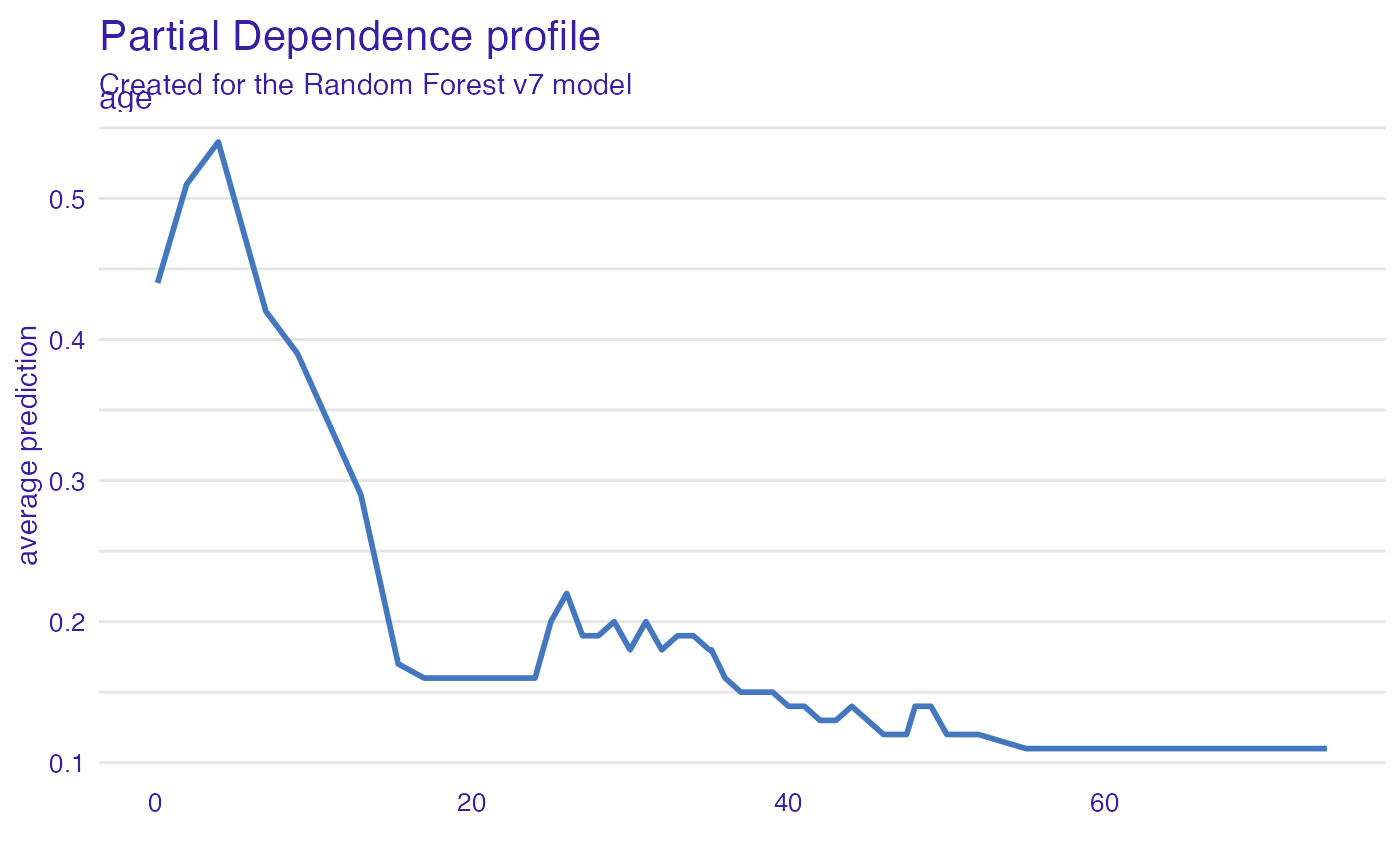 Partial Dependence profile
Created for the Random Forest v7 model
age
average prediction
0.5
0.4
0.3
0.2
0.1
0 20 40 60